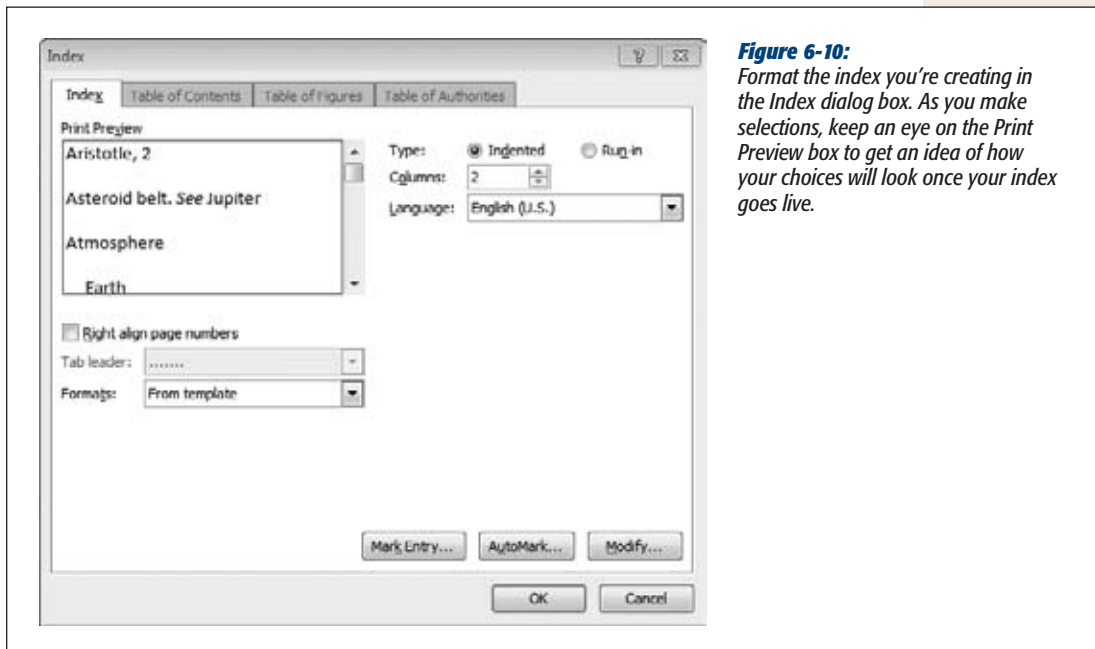 Index
Index Table of Contents Table of Figures Table of Authorities
Print Preview
Aristotle, 2
Asteroid belt. See Jupiter
Atmosphere
Earth
Type: Indented Run-in
Columns: 2
Language: English (U.S.)
Right align page numbers
Tab leader: .......
Formats: From template
Mark Entry... AutoMark... Modify...
OK Cancel
Figure 6-10:
Format the index you're creating in
the Index dialog box. As you make
selections, keep an eye on the Print
Preview box to get an idea of how
your choices will look once your index
goes live.